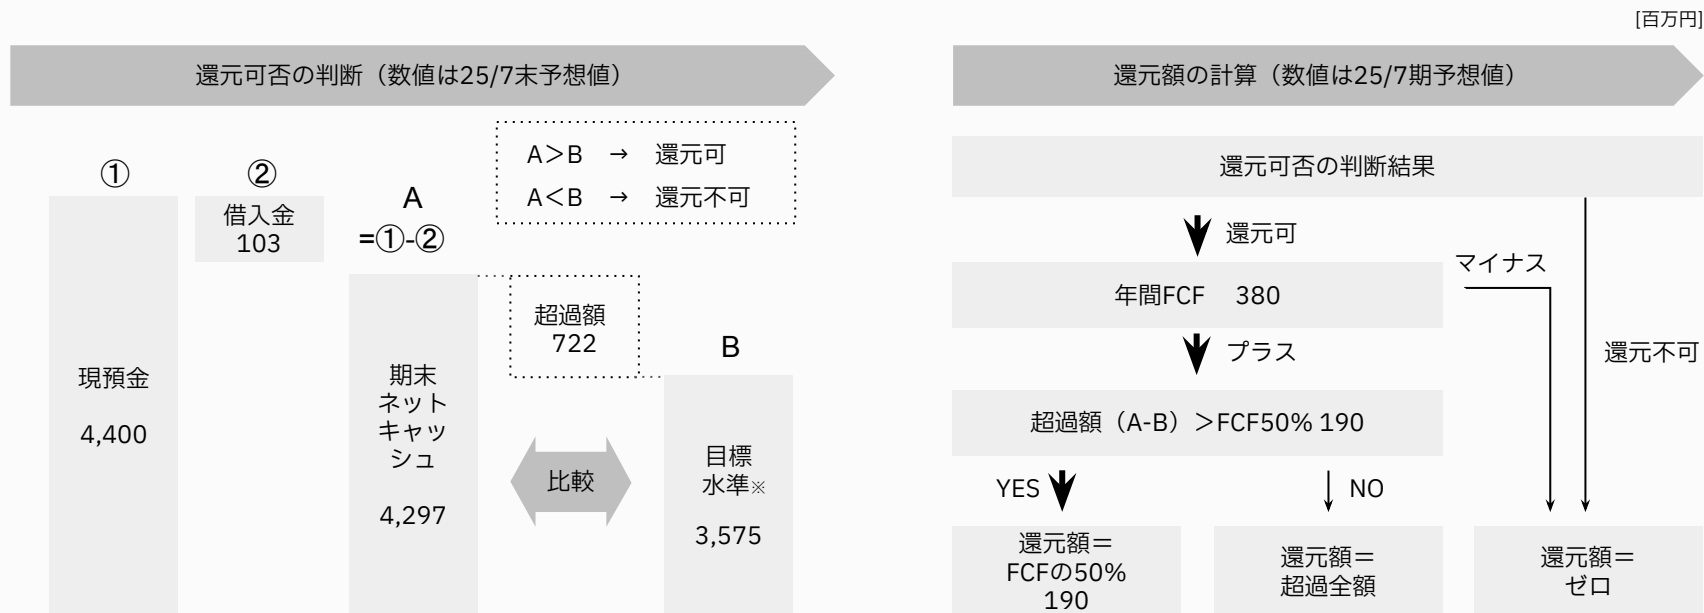 [百万円]
還元可否の判断（数値は25/7末予想値）
A＞B → 還元可
A＜B → 還元不可
①
現預金
4,400
②
借入金
103
A
=①-②
期末
ネット
キャッ
シュ
4,297
超過額
722
比較
B
目標
水準※
3,575
還元額の計算（数値は25/7期予想値）
還元可否の判断結果
還元可
年間FCF 380
マイナス
プラス
還元不可
超過額（A-B）＞FCF50% 190
YES
NO
還元額＝
FCFの50%
190
還元額＝
超過全額
還元額＝
ゼロ